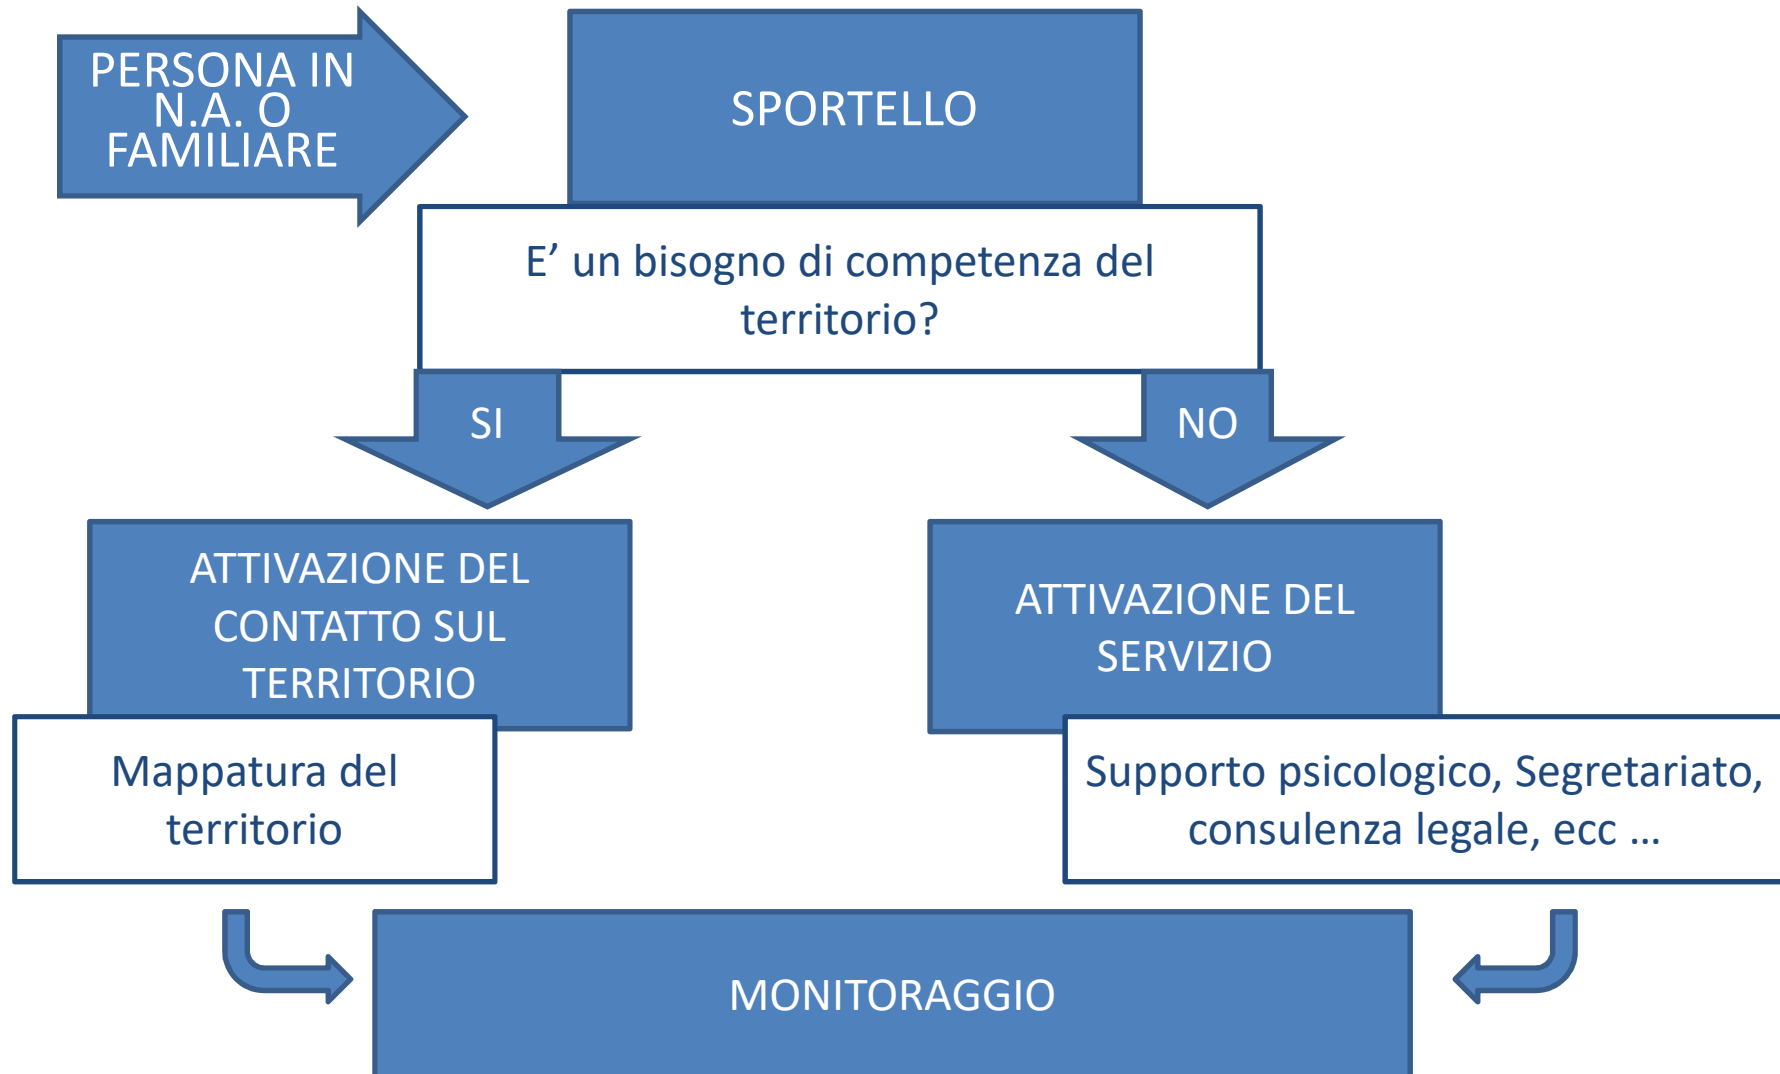 PERSONA IN
N.A. O
FAMILIARE
SPORTELLO
E’ un bisogno di competenza del
territorio?
SI
NO
ATTIVAZIONE DEL
CONTATTO SUL
TERRITORIO
ATTIVAZIONE DEL
SERVIZIO
Mappatura del
territorio
Supporto psicologico, Segretariato,
consulenza legale, ecc …
MONITORAGGIO